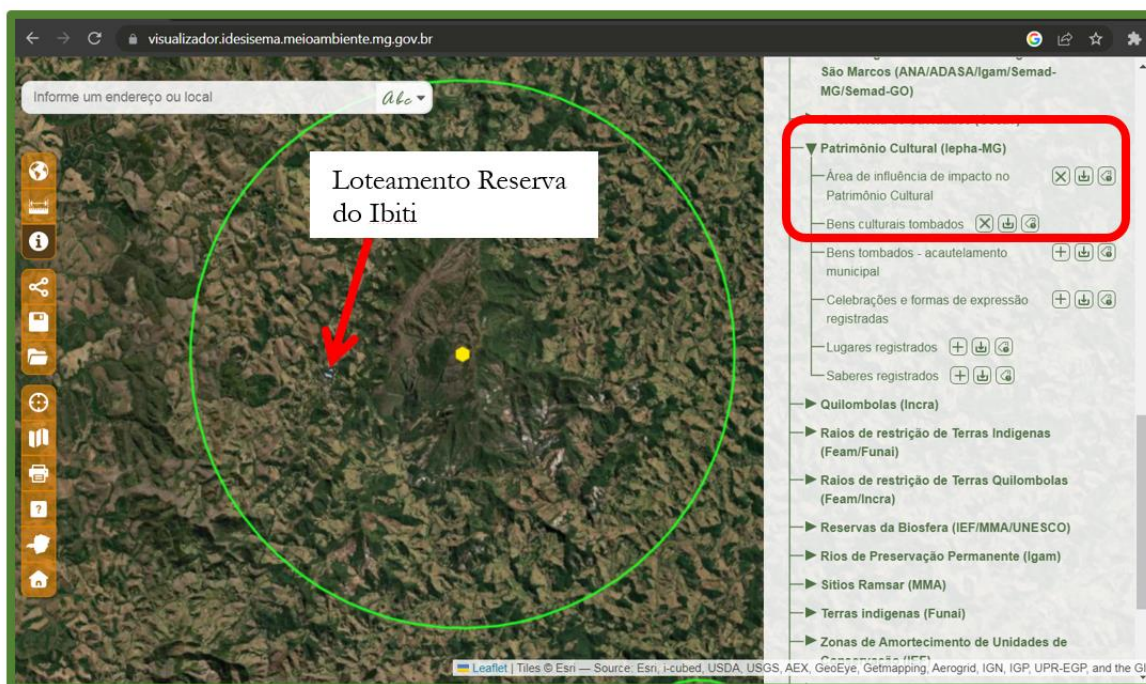 visualizador.idesisema.meioambiente.mg.gov.br
São Marcos (ANA/ADASA/Igam/Semad-
MG/Semad-GO)
Informe um endereço ou local
Abc
Patrimônio Cultural (Iepha-MG)
Área de influência de impacto no
Patrimônio Cultural
Bens culturais tombados
Loteamento Reserva
do Ibiti
Bens tombados - acautelamento
municipal
Celebrações e formas de expressão
registradas
Lugares registrados
Saberes registrados
Quilombolas (Incra)
Raios de restrição de Terras Indígenas
(Feam/Funai)
Raios de restrição de Terras Quilombolas
(Feam/Incra)
Reservas da Biosfera (IEF/MMA/UNESCO)
Rios de Preservação Permanente (Igam)
Sítios Ramsar (MMA)
Terras indígenas (Funai)
Zonas de Amortecimento de Unidades de
Leaflet | Tiles © Esri — Source: Esri, i-cubed, USDA, USGS, AEX, GeoEye, Getmapping, Aerogrid, IGN, IGP, UPR-EGP, and the